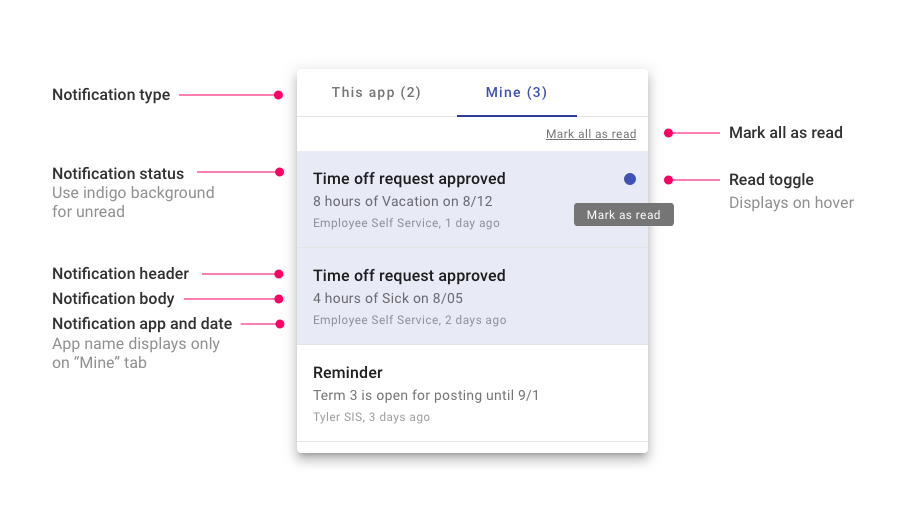 Notification type
Notification status
Use indigo background
for unread
Notification header
Notification body
Notification app and date
App name displays only
on “Mine” tab
This app (2)
Mine (3)
Mark all as read
Time off request approved
8 hours of Vacation on 8/12
Employee Self Service, 1 day ago
Mark as read
Time off request approved
4 hours of Sick on 8/05
Employee Self Service, 2 days ago
Reminder
Term 3 is open for posting until 9/1
Tyler SIS, 3 days ago
Mark all as read
Read toggle
Displays on hover